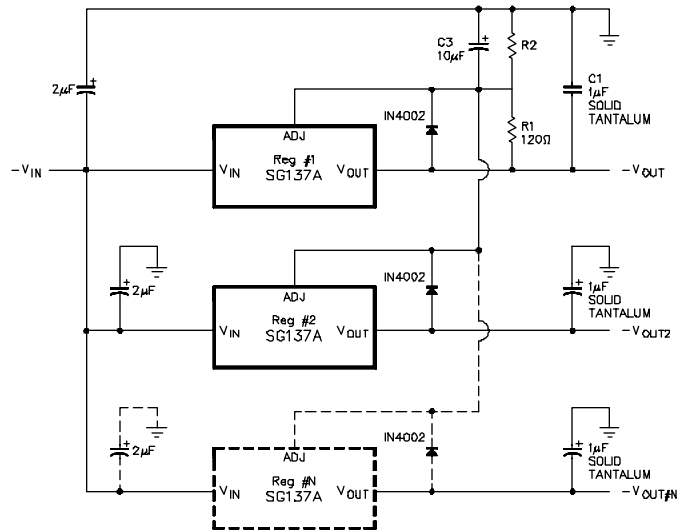 C3
10μF
R2
2μF
C1
1μF
SOLID
TANTALUM
IN4002
R1
120Ω
ADJ
Reg #1
-VIN
VIN
SG137A
VOUT
-VOUT
IN4002
2μF
ADJ
1μF
SOLID
TANTALUM
Reg #2
VIN
SG137A
VOUT
-VOUT2
IN4002
2μF
ADJ
1μF
SOLID
TANTALUM
Reg #N
VIN
SG137A
VOUT
-VOUT#N